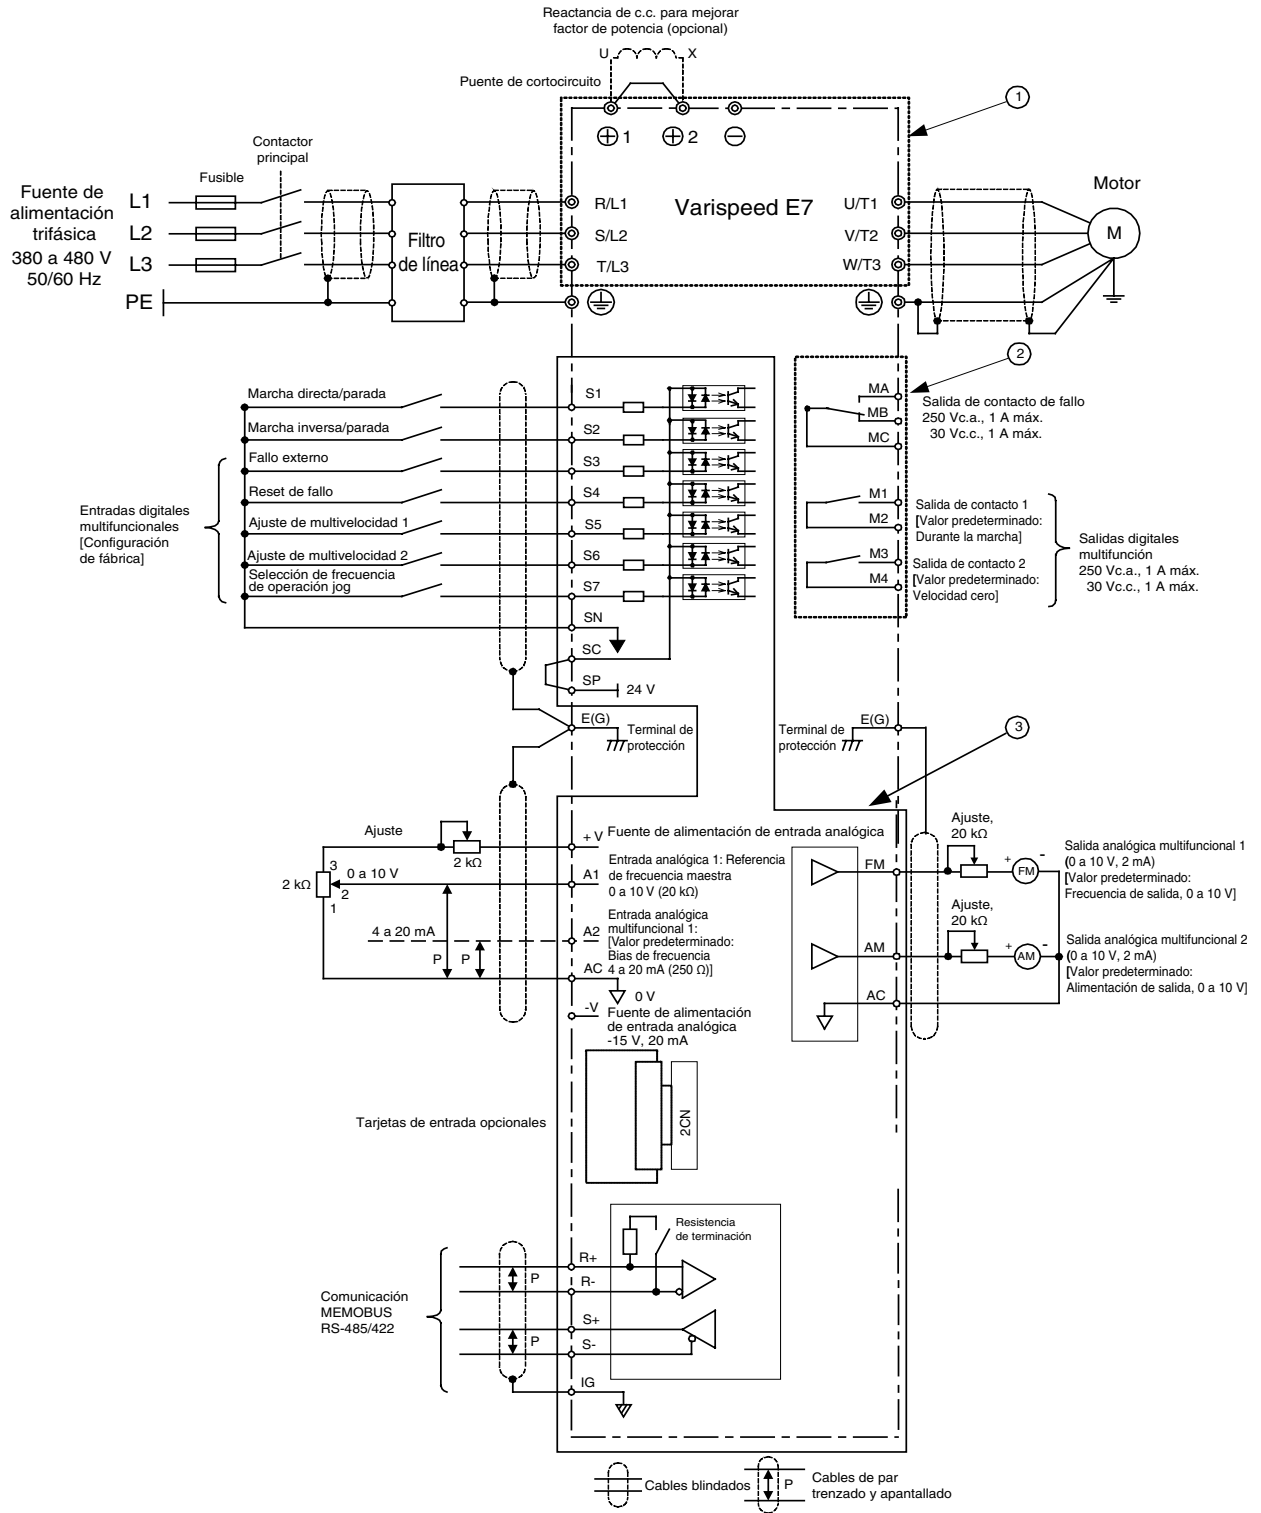 Reactancia de c.c. para mejorar
factor de potencia (opcional)
U X
Puente de cortocircuito
1
1 2
Contactor
principal
Fusible
Fuente de
alimentación
trifásica
380 a 480 V
50/60 Hz
L1
L2
L3
PE
Filtro
de línea
R/L1
S/L2
T/L3
Varispeed E7
U/T1
V/T2
W/T3
Motor
M
2
Marcha directa/parada
Marcha inversa/parada
Fallo externo
Reset de fallo
Ajuste de multivelocidad 1
Ajuste de multivelocidad 2
Selección de frecuencia
de operación jog
Entradas digitales
multifuncionales
[Configuración
de fábrica]
S1
S2
S3
S4
S5
S6
S7
SN
SC
SP
24 V
E(G)
Terminal de
protección
MA
MB
MC
Salida de contacto de fallo
250 Vc.a., 1 A máx.
30 Vc.c., 1 A máx.
M1
M2
M3
M4
Salida de contacto 1
[Valor predeterminado:
Durante la marcha]
Salida de contacto 2
[Valor predeterminado:
Velocidad cero]
Salidas digitales
multifunción
250 Vc.a., 1 A máx.
30 Vc.c., 1 A máx.
Terminal de
protección
E(G)
3
Ajuste
2 kΩ
3
2 kΩ
0 a 10 V
2
1
4 a 20 mA
P P
+ V
Fuente de alimentación de entrada analógica
A1
Entrada analógica 1: Referencia
de frecuencia maestra
0 a 10 V (20 kΩ)
A2
Entrada analógica
multifuncional 1:
[Valor predeterminado:
Bias de frecuencia
4 a 20 mA (250 Ω)]
AC
0 V
-V
Fuente de alimentación
de entrada analógica
-15 V, 20 mA
FM
AM
AC
Ajuste,
20 kΩ
+ FM -
Ajuste,
20 kΩ
+ AM -
Salida analógica multifuncional 1
(0 a 10 V, 2 mA)
[Valor predeterminado:
Frecuencia de salida, 0 a 10 V]
Salida analógica multifuncional 2
(0 a 10 V, 2 mA)
[Valor predeterminado:
Alimentación de salida, 0 a 10 V]
Tarjetas de entrada opcionales
2CN
Resistencia
de terminación
Comunicación
MEMOBUS
RS-485/422
P
P
R+
R-
S+
S-
IG
Cables blindados
P
Cables de par
trenzado y apantallado